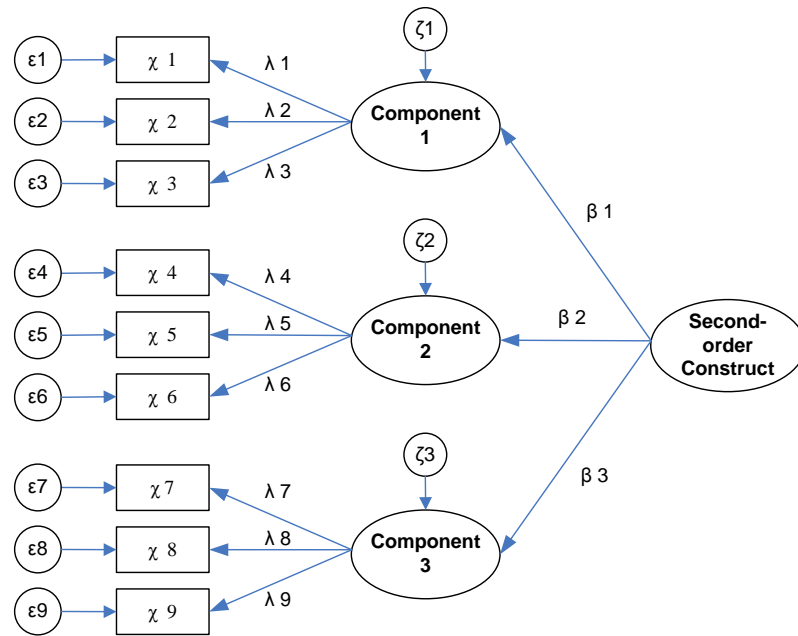 ζ1
ε1
χ 1
λ 1
ε2
χ 2
λ 2
Component
1
ε3
χ 3
λ 3
β 1
ζ2
ε4
χ 4
λ 4
ε5
χ 5
λ 5
Component
2
β 2
Second-
order
Construct
ε6
χ 6
λ 6
ζ3
β 3
ε7
χ 7
λ 7
ε8
χ 8
λ 8
Component
3
ε9
χ 9
λ 9